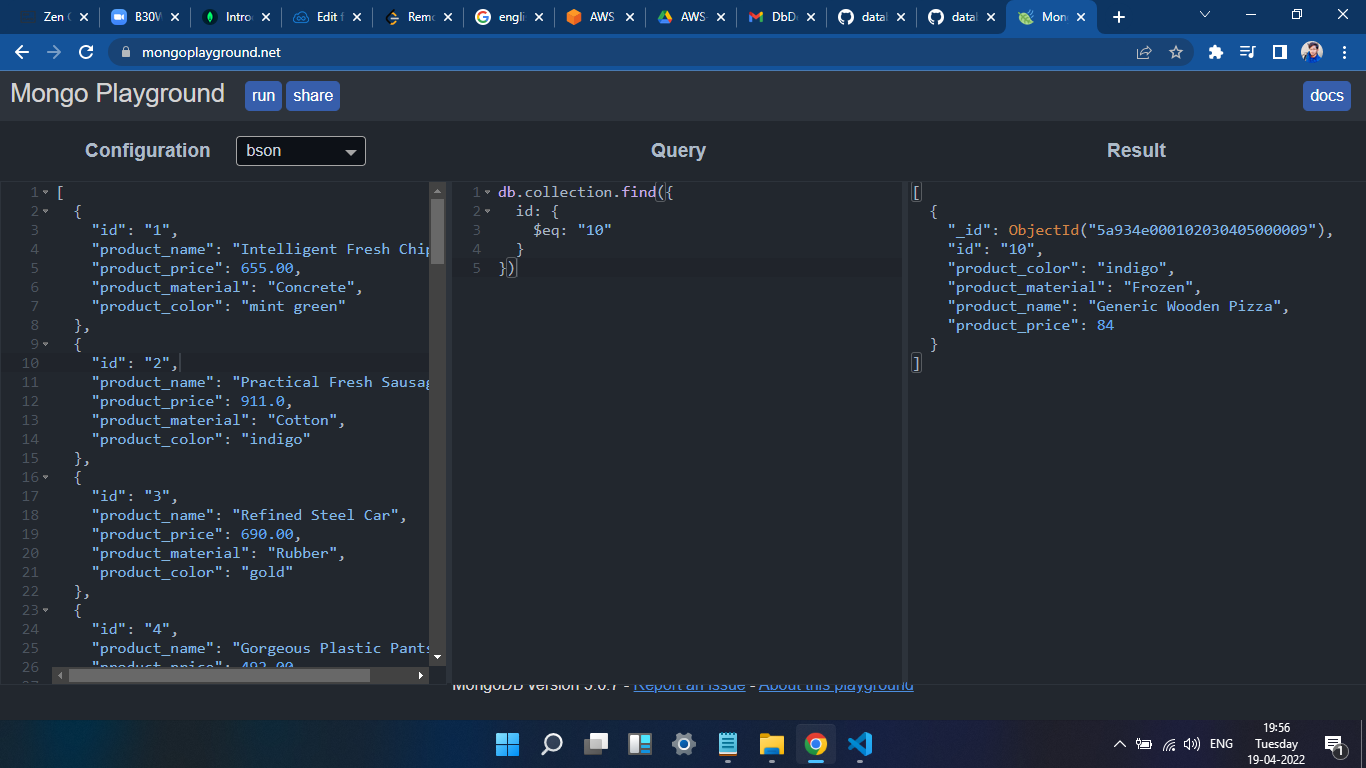 Zen C
B30V
Intro
Edit f
Remo
engli
AWS
AWS-
DbDe
datal
datal
Mon
mongoplayground.net
Mongo Playground
run
share
docs
Configuration
bson
Query
Result
1 [
2 {
3 "id": "1",
4 "product_name": "Intelligent Fresh Chip
5 "product_price": 655.00,
6 "product_material": "Concrete",
7 "product_color": "mint green"
8 },
9 {
10 "id": "2",
11 "product_name": "Practical Fresh Sausag
12 "product_price": 911.0,
13 "product_material": "Cotton",
14 "product_color": "indigo"
15 },
16 {
17 "id": "3",
18 "product_name": "Refined Steel Car",
19 "product_price": 690.00,
20 "product_material": "Rubber",
21 "product_color": "gold"
22 },
23 {
24 "id": "4",
25 "product_name": "Gorgeous Plastic Pants
26 "product_price": 492.00
1 db.collection.find({
2 id: {
3 $eq: "10"
4 }
5 })
[
{
"_id": ObjectId("5a934e000102030405000009"),
"id": "10",
"product_color": "indigo",
"product_material": "Frozen",
"product_name": "Generic Wooden Pizza",
"product_price": 84
}
]
MongoDB version 5.0.7 - Report an issue - About this playground
ENG
19:56
Tuesday
19-04-2022
1